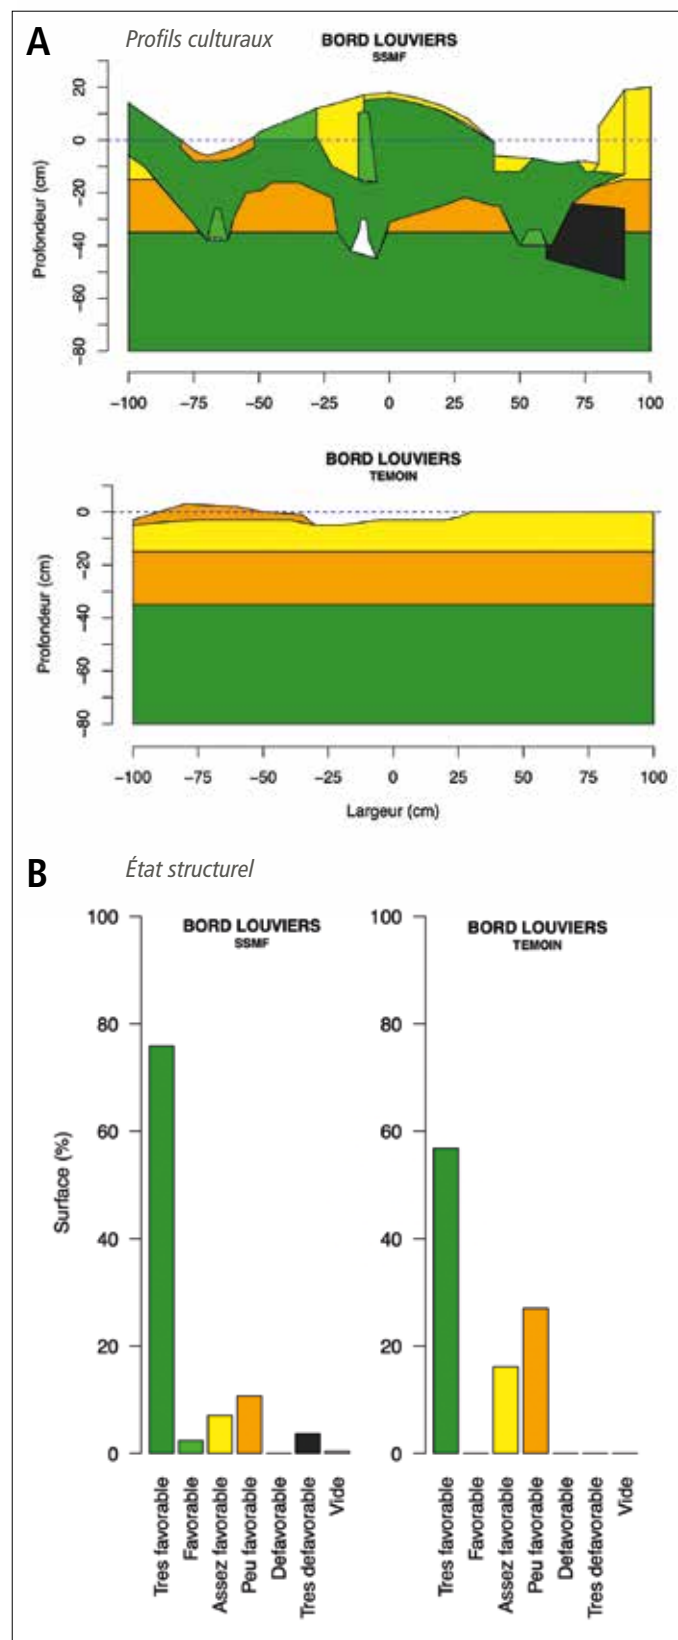 A
Profils culturaux
BORD LOUVIERS
SSMF
Profondeur (cm)
20
0
−20
−40
−60
−80
−100 −75 −50 −25 0 25 50 75 100
BORD LOUVIERS
TEMOIN
Profondeur (cm)
0
−20
−40
−60
−80
−100 −75 −50 −25 0 25 50 75 100
Largeur (cm)
B
État structurel
BORD LOUVIERS
SSMF
Surface (%)
100
80
60
40
20
0
Tres favorable
Favorable
Assez favorable
Peu favorable
Defavorable
Tres defavorable
Vide
BORD LOUVIERS
TEMOIN
100
80
60
40
20
0
Tres favorable
Favorable
Assez favorable
Peu favorable
Defavorable
Tres defavorable
Vide